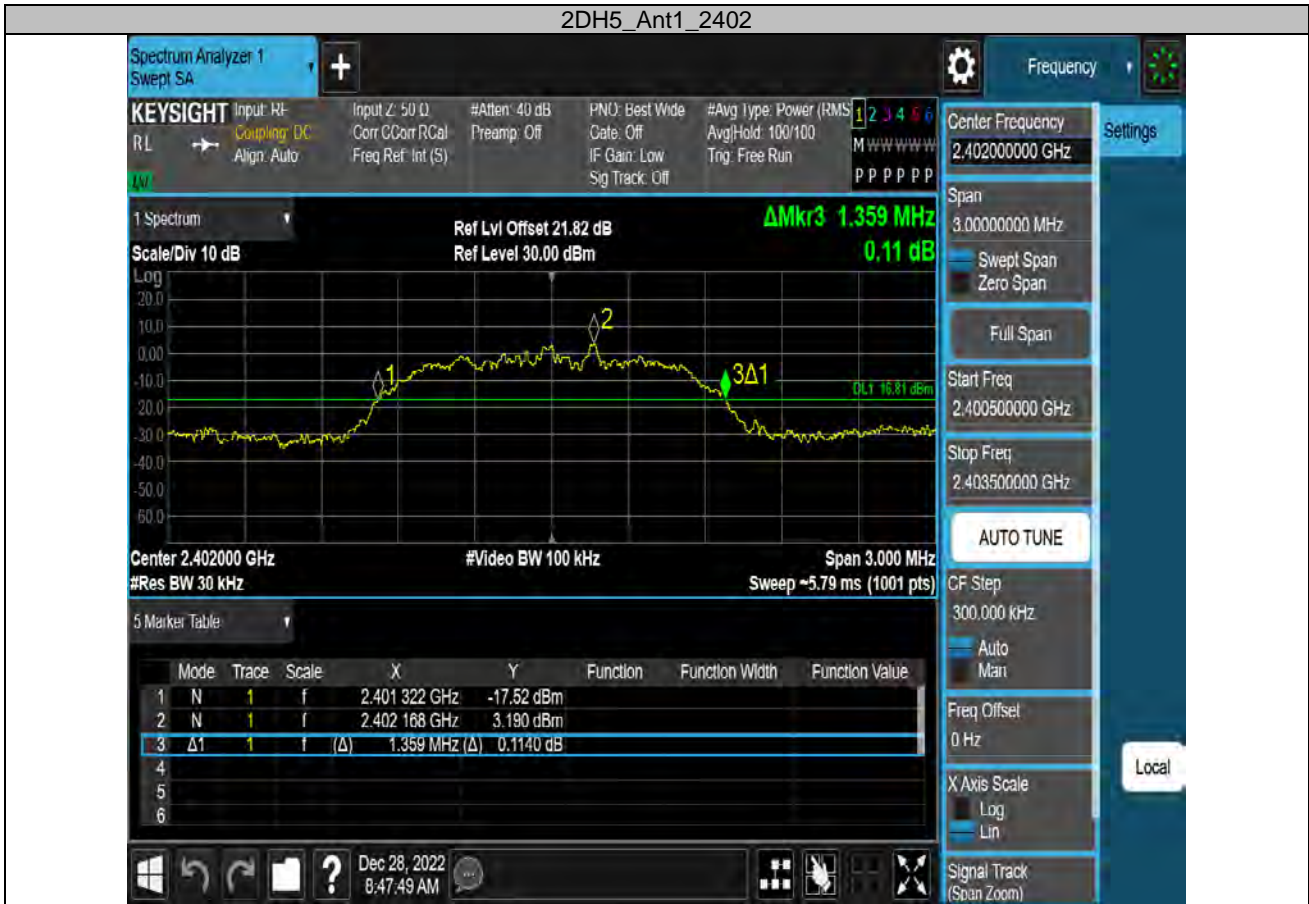 2DH5_Ant1_2402
Spectrum Analyzer 1
Swept SA
+
Frequency
KEYSIGHT
RL
Input: RF
Coupling: DC
Align: Auto
Input Z: 50 Ω
Corr CCorr RCal
Freq Ref: Int (S)
#Atten: 40 dB
Preamp: Off
PNO: Best Wide
Gate: Off
IF Gain: Low
Sig Track: Off
#Avg Type: Power (RMS
Avg|Hold: 100/100
Trig: Free Run
1 2 3 4 5 6
M W W W W W
P P P P P P
1 Spectrum
Scale/Div 10 dB
Ref Lvl Offset 21.82 dB
Ref Level 30.00 dBm
ΔMkr3 1.359 MHz
0.11 dB
Log
20.0
10.0
0.00
-10.0
-20.0
-30.0
-40.0
-50.0
-60.0
1
2
3Δ1
DL1 -16.81 dBm
Center 2.402000 GHz
#Res BW 30 kHz
#Video BW 100 kHz
Span 3.000 MHz
Sweep ~5.79 ms (1001 pts)
5 Marker Table
Mode Trace Scale X Y Function Function Width Function Value
1 N 1 f 2.401 322 GHz -17.52 dBm
2 N 1 f 2.402 168 GHz 3.190 dBm
3 Δ1 1 f (Δ) 1.359 MHz (Δ) 0.1140 dB
4
5
6
Dec 28, 2022
8:47:49 AM
?
Center Frequency
2.402000000 GHz
Settings
Span
3.00000000 MHz
Swept Span
Zero Span
Full Span
Start Freq
2.400500000 GHz
Stop Freq
2.403500000 GHz
AUTO TUNE
CF Step
300.000 kHz
Auto
Man
Freq Offset
0 Hz
X Axis Scale
Log
Lin
Local
Signal Track
(Span Zoom)